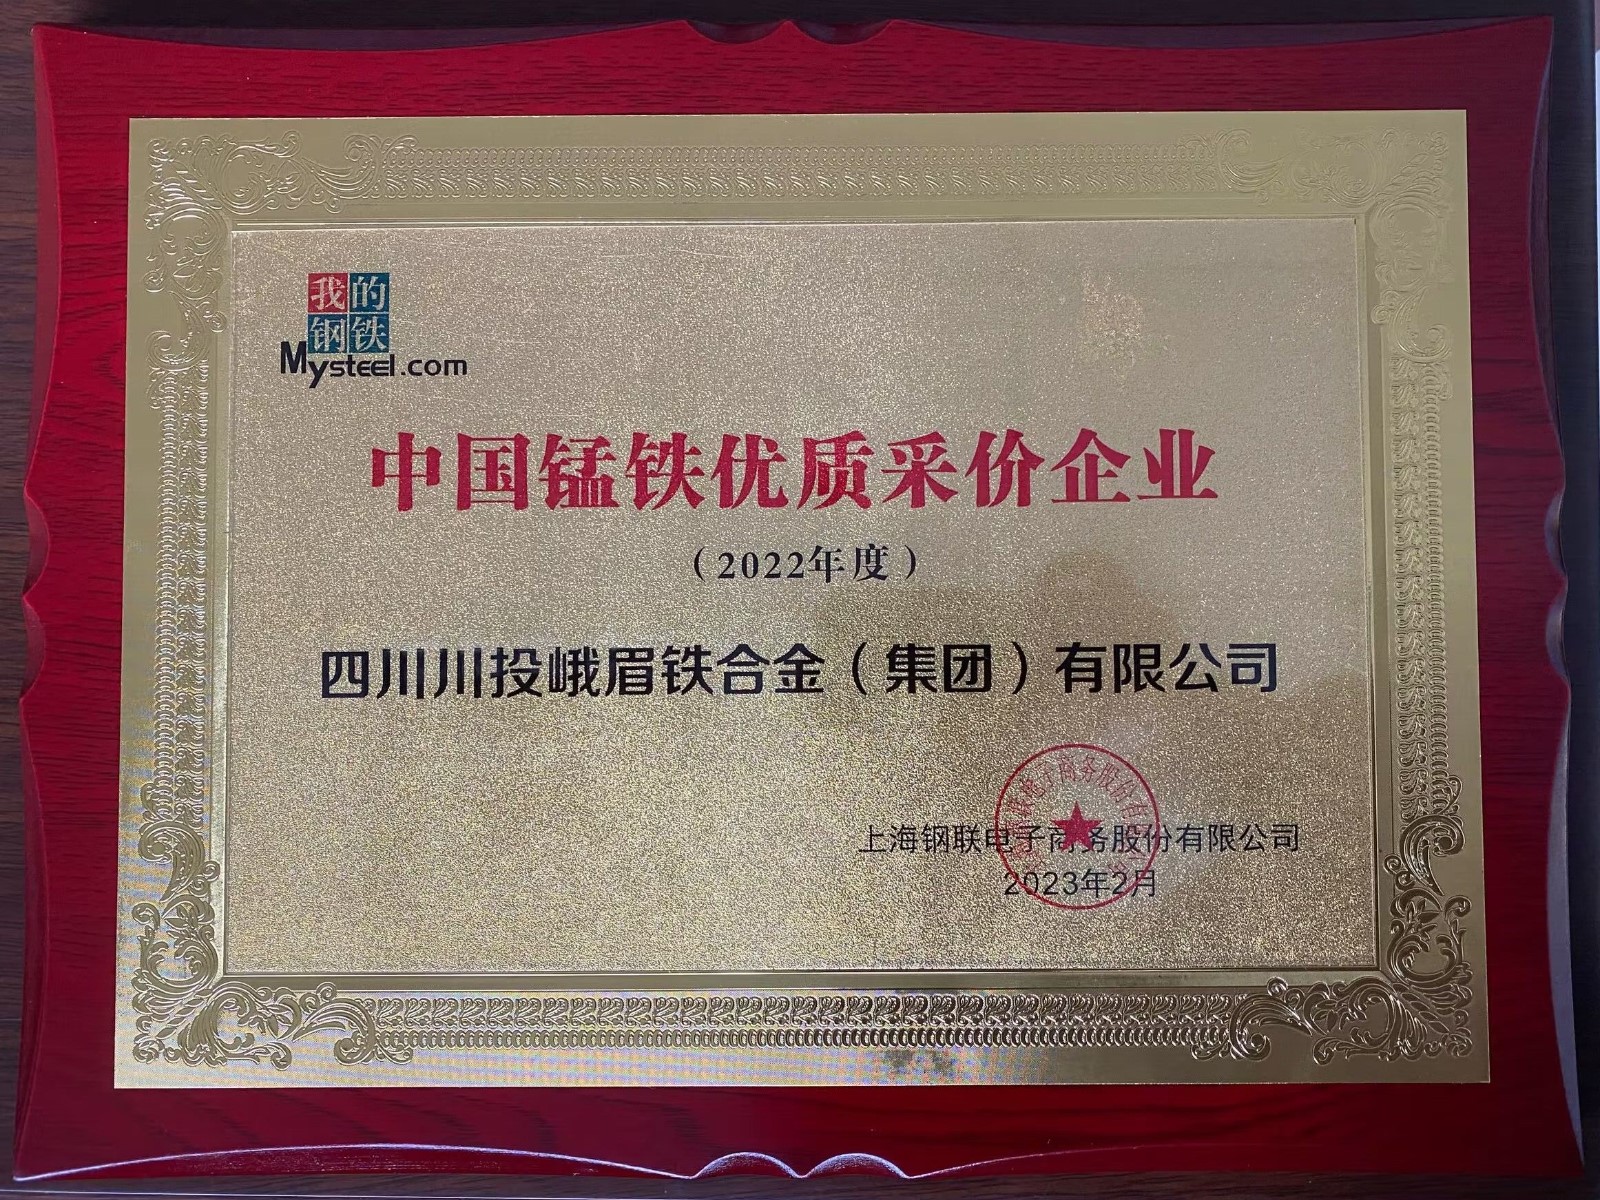 我的
钢铁
Mysteel.com
中国锰铁优质采价企业
（2022年度）
四川川投峨眉铁合金（集团）有限公司
上海钢联电子商务股份有限公司
2023年2月